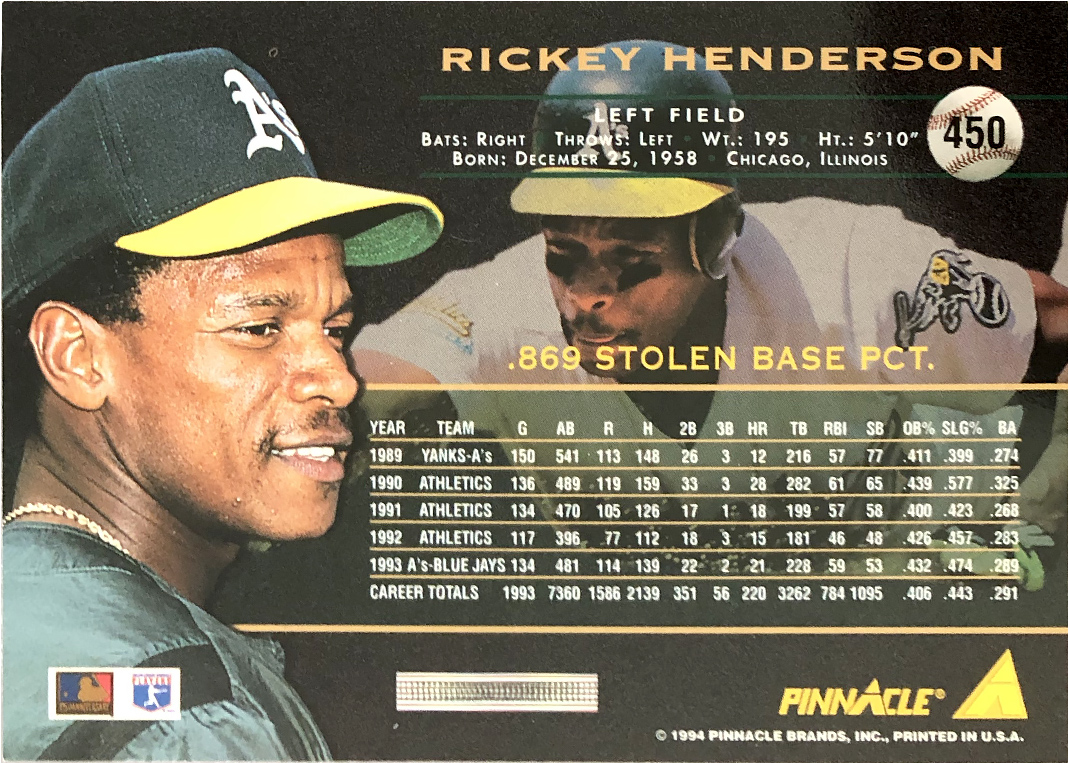 RICKEY HENDERSON
LEFT FIELD
BATS: RIGHT THROWS: LEFT WT.: 195 HT.: 5'10"
BORN: DECEMBER 25, 1958 CHICAGO, ILLINOIS
450
A's
A's
.869 STOLEN BASE PCT.
YEAR TEAM G AB R H 2B 3B HR TB RBI SB OB% SLG% BA
1989 YANKS-A's 150 541 113 148 26 3 12 216 57 77 .411 .399 .274
1990 ATHLETICS 136 489 119 159 33 3 28 282 61 65 .439 .577 .325
1991 ATHLETICS 134 470 105 126 17 1 18 199 57 58 .400 .423 .268
1992 ATHLETICS 117 396 77 112 18 3 15 181 46 48 .426 .457 .283
1993 A's-BLUE JAYS 134 481 114 139 22 2 21 228 59 53 .432 .474 .289
CAREER TOTALS 1993 7360 1586 2139 351 56 220 3262 784 1095 .406 .443 .291
PINNACLE®
© 1994 PINNACLE BRANDS, INC., PRINTED IN U.S.A.